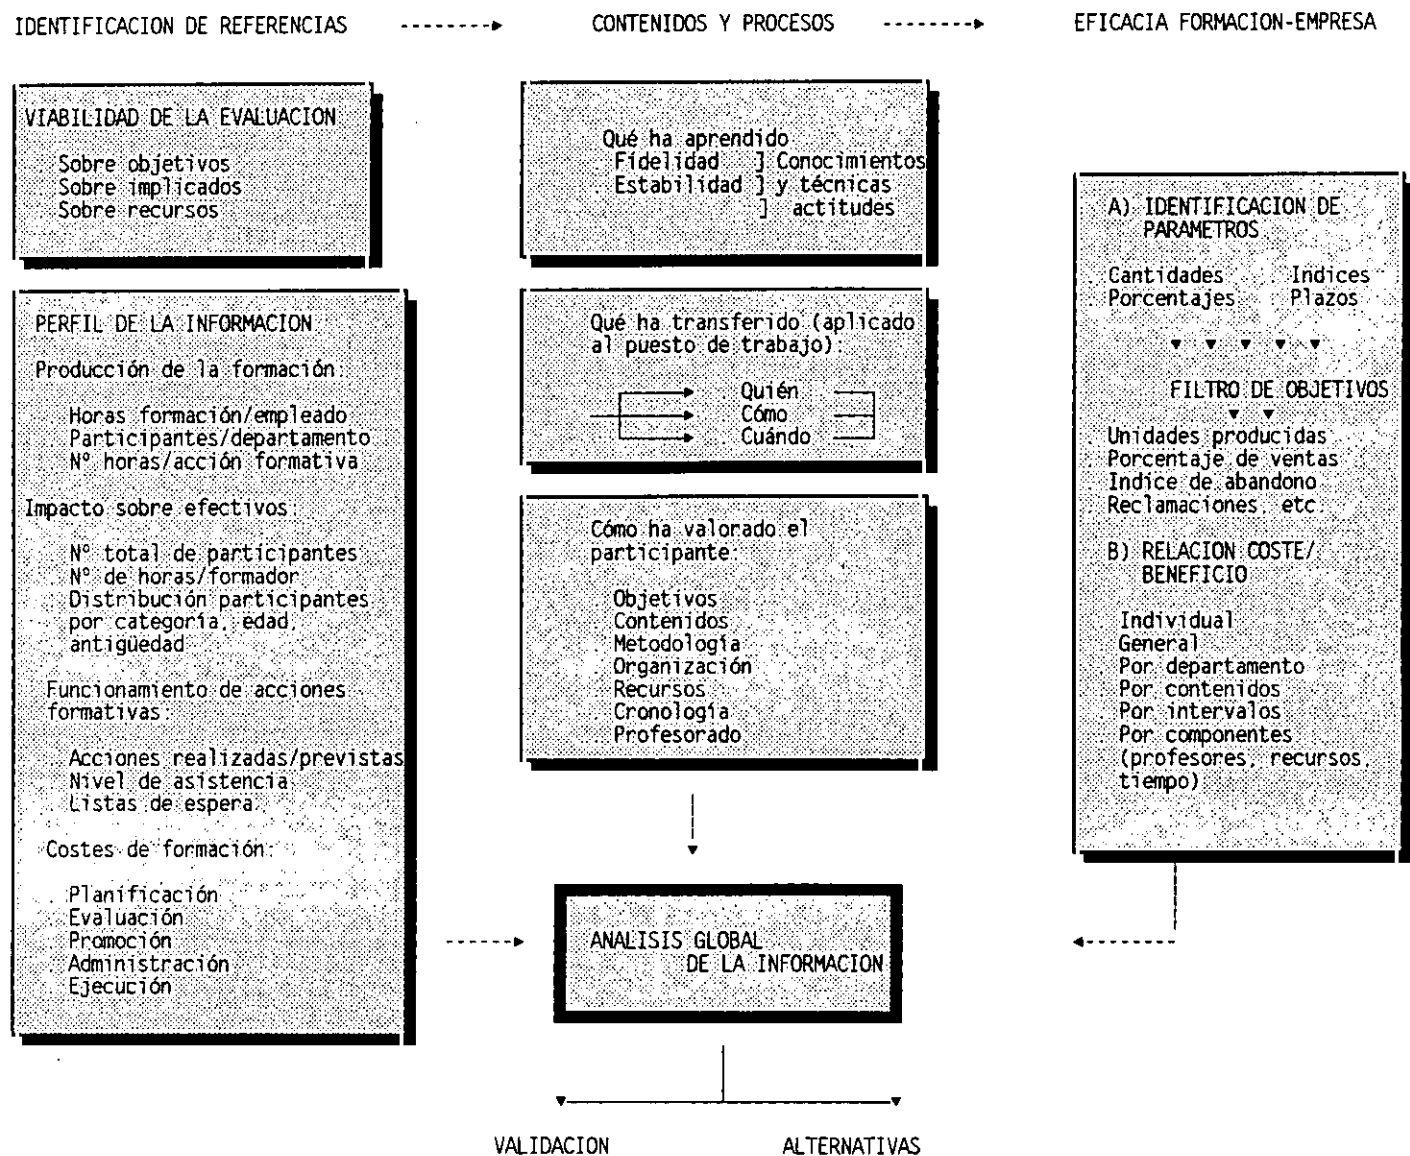 IDENTIFICACION DE REFERENCIAS
CONTENIDOS Y PROCESOS
EFICACIA FORMACION-EMPRESA
VIABILIDAD DE LA EVALUACION
. Sobre objetivos
. Sobre implicados
. Sobre recursos
PERFIL DE LA INFORMACION
Producción de la formación:
. Horas formación/empleado
. Participantes/departamento
. Nº horas/acción formativa
Impacto sobre efectivos:
. Nº total de participantes
. Nº de horas/formador
. Distribución participantes
por categoría, edad,
antigüedad
Funcionamiento de acciones
formativas:
. Acciones realizadas/previstas
. Nivel de asistencia
. Listas de espera.
Costes de formación:
. Planificación
. Evaluación
. Promoción
. Administración
. Ejecución
Qué ha aprendido
. Fidelidad ] Conocimientos
. Estabilidad ] y técnicas
] actitudes
Qué ha transferido (aplicado
al puesto de trabajo):
. Quién
. Cómo
. Cuándo
Cómo ha valorado el
participante:
. Objetivos
. Contenidos
. Metodología
. Organización
. Recursos
. Cronología
. Profesorado
A) IDENTIFICACION DE
PARAMETROS
. Cantidades . Indices
. Porcentajes . Plazos
FILTRO DE OBJETIVOS
. Unidades producidas
. Porcentaje de ventas
. Indice de abandono
. Reclamaciones, etc.
B) RELACION COSTE/
BENEFICIO
. Individual
. General
. Por departamento
. Por contenidos
. Por intervalos
. Por componentes
(profesores, recursos,
tiempo)
ANALISIS GLOBAL
DE LA INFORMACION
VALIDACION
ALTERNATIVAS